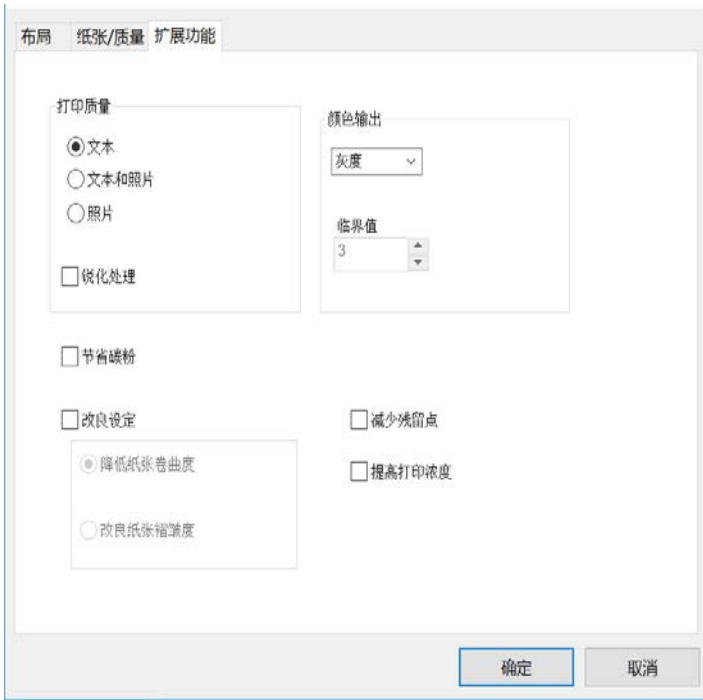 布局 纸张/质量 扩展功能
打印质量
文本
文本和照片
照片
锐化处理
颜色输出
灰度
临界值
3
节省碳粉
改良设定
降低纸张卷曲度
改良纸张褶皱度
减少残留点
提高打印浓度
确定 取消